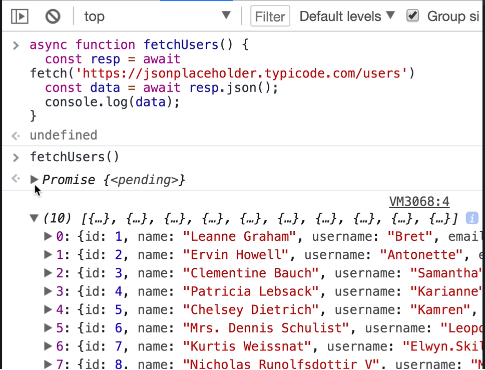 top Filter Default levels Group si
async function fetchUsers() {
const resp = await
fetch('https://jsonplaceholder.typicode.com/users')
const data = await resp.json();
console.log(data);
}
undefined
fetchUsers()
Promise {<pending>}
VM3068:4
(10) [{…}, {…}, {…}, {…}, {…}, {…}, {…}, {…}, {…}, {…}] i
0: {id: 1, name: "Leanne Graham", username: "Bret", email
1: {id: 2, name: "Ervin Howell", username: "Antonette", e
2: {id: 3, name: "Clementine Bauch", username: "Samantha"
3: {id: 4, name: "Patricia Lebsack", username: "Karianne"
4: {id: 5, name: "Chelsey Dietrich", username: "Kamren",
5: {id: 6, name: "Mrs. Dennis Schulist", username: "Leopo
6: {id: 7, name: "Kurtis Weissnat", username: "Elwyn.Skil
7: {id: 8, name: "Nicholas Runolfsdottir V", username: "M